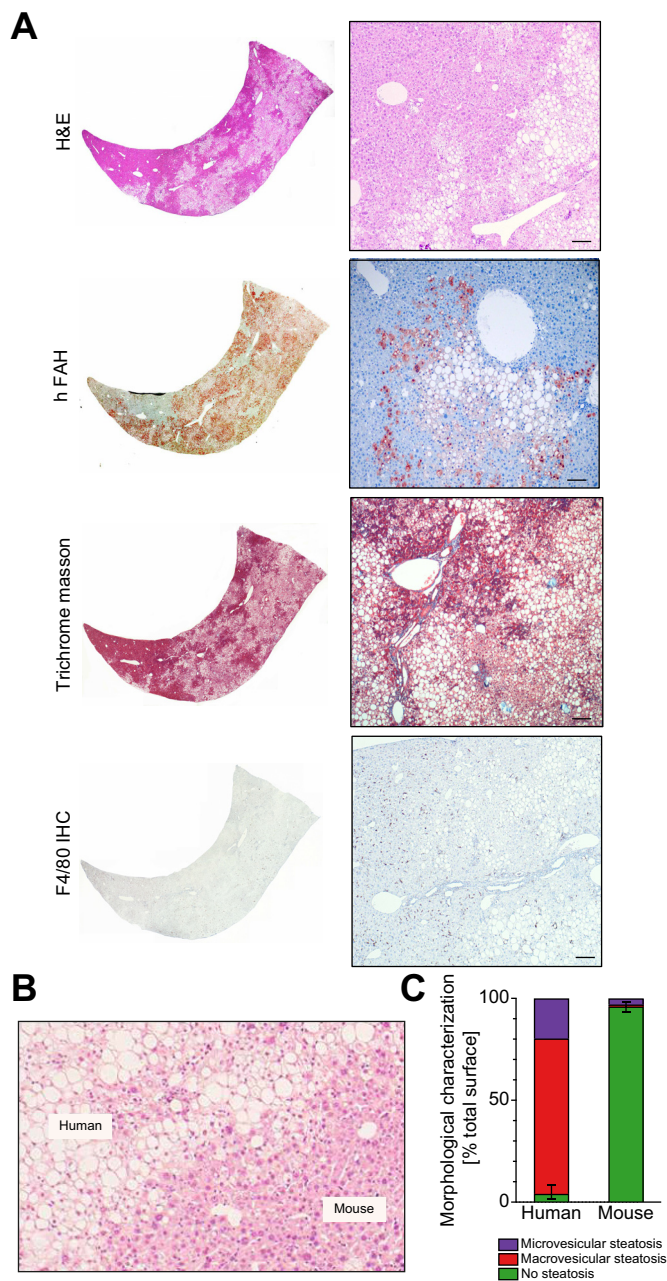 A
H&E
h FAH
Trichrome masson
F4/80 IHC
B
Human
Mouse
C
Morphological characterization
[% total surface]
100
50
0
Human Mouse
Microvesicular steatosis
Macrovesicular steatosis
No steatosis